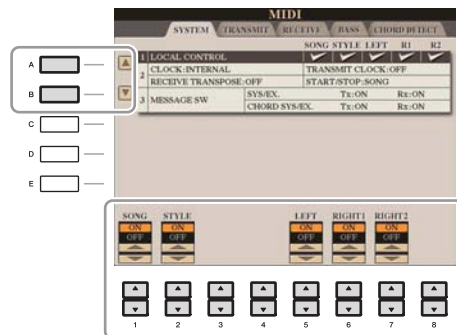 MIDI
SYSTEM TRANSMIT RECEIVE BASS CHORD DETECT
SONG STYLE LEFT R1 R2
A
1 LOCAL CONTROL
2 CLOCK:INTERNAL TRANSMIT CLOCK:OFF
RECEIVE TRANSPOSE:OFF START/STOP:SONG
B
3 MESSAGE SW SYS/EX. Tx:ON Rx:ON
CHORD SYS/EX. Tx:ON Rx:ON
C
D
E
SONG STYLE LEFT RIGHT1 RIGHT2
ON ON ON ON ON
OFF OFF OFF OFF OFF
1 2 3 4 5 6 7 8